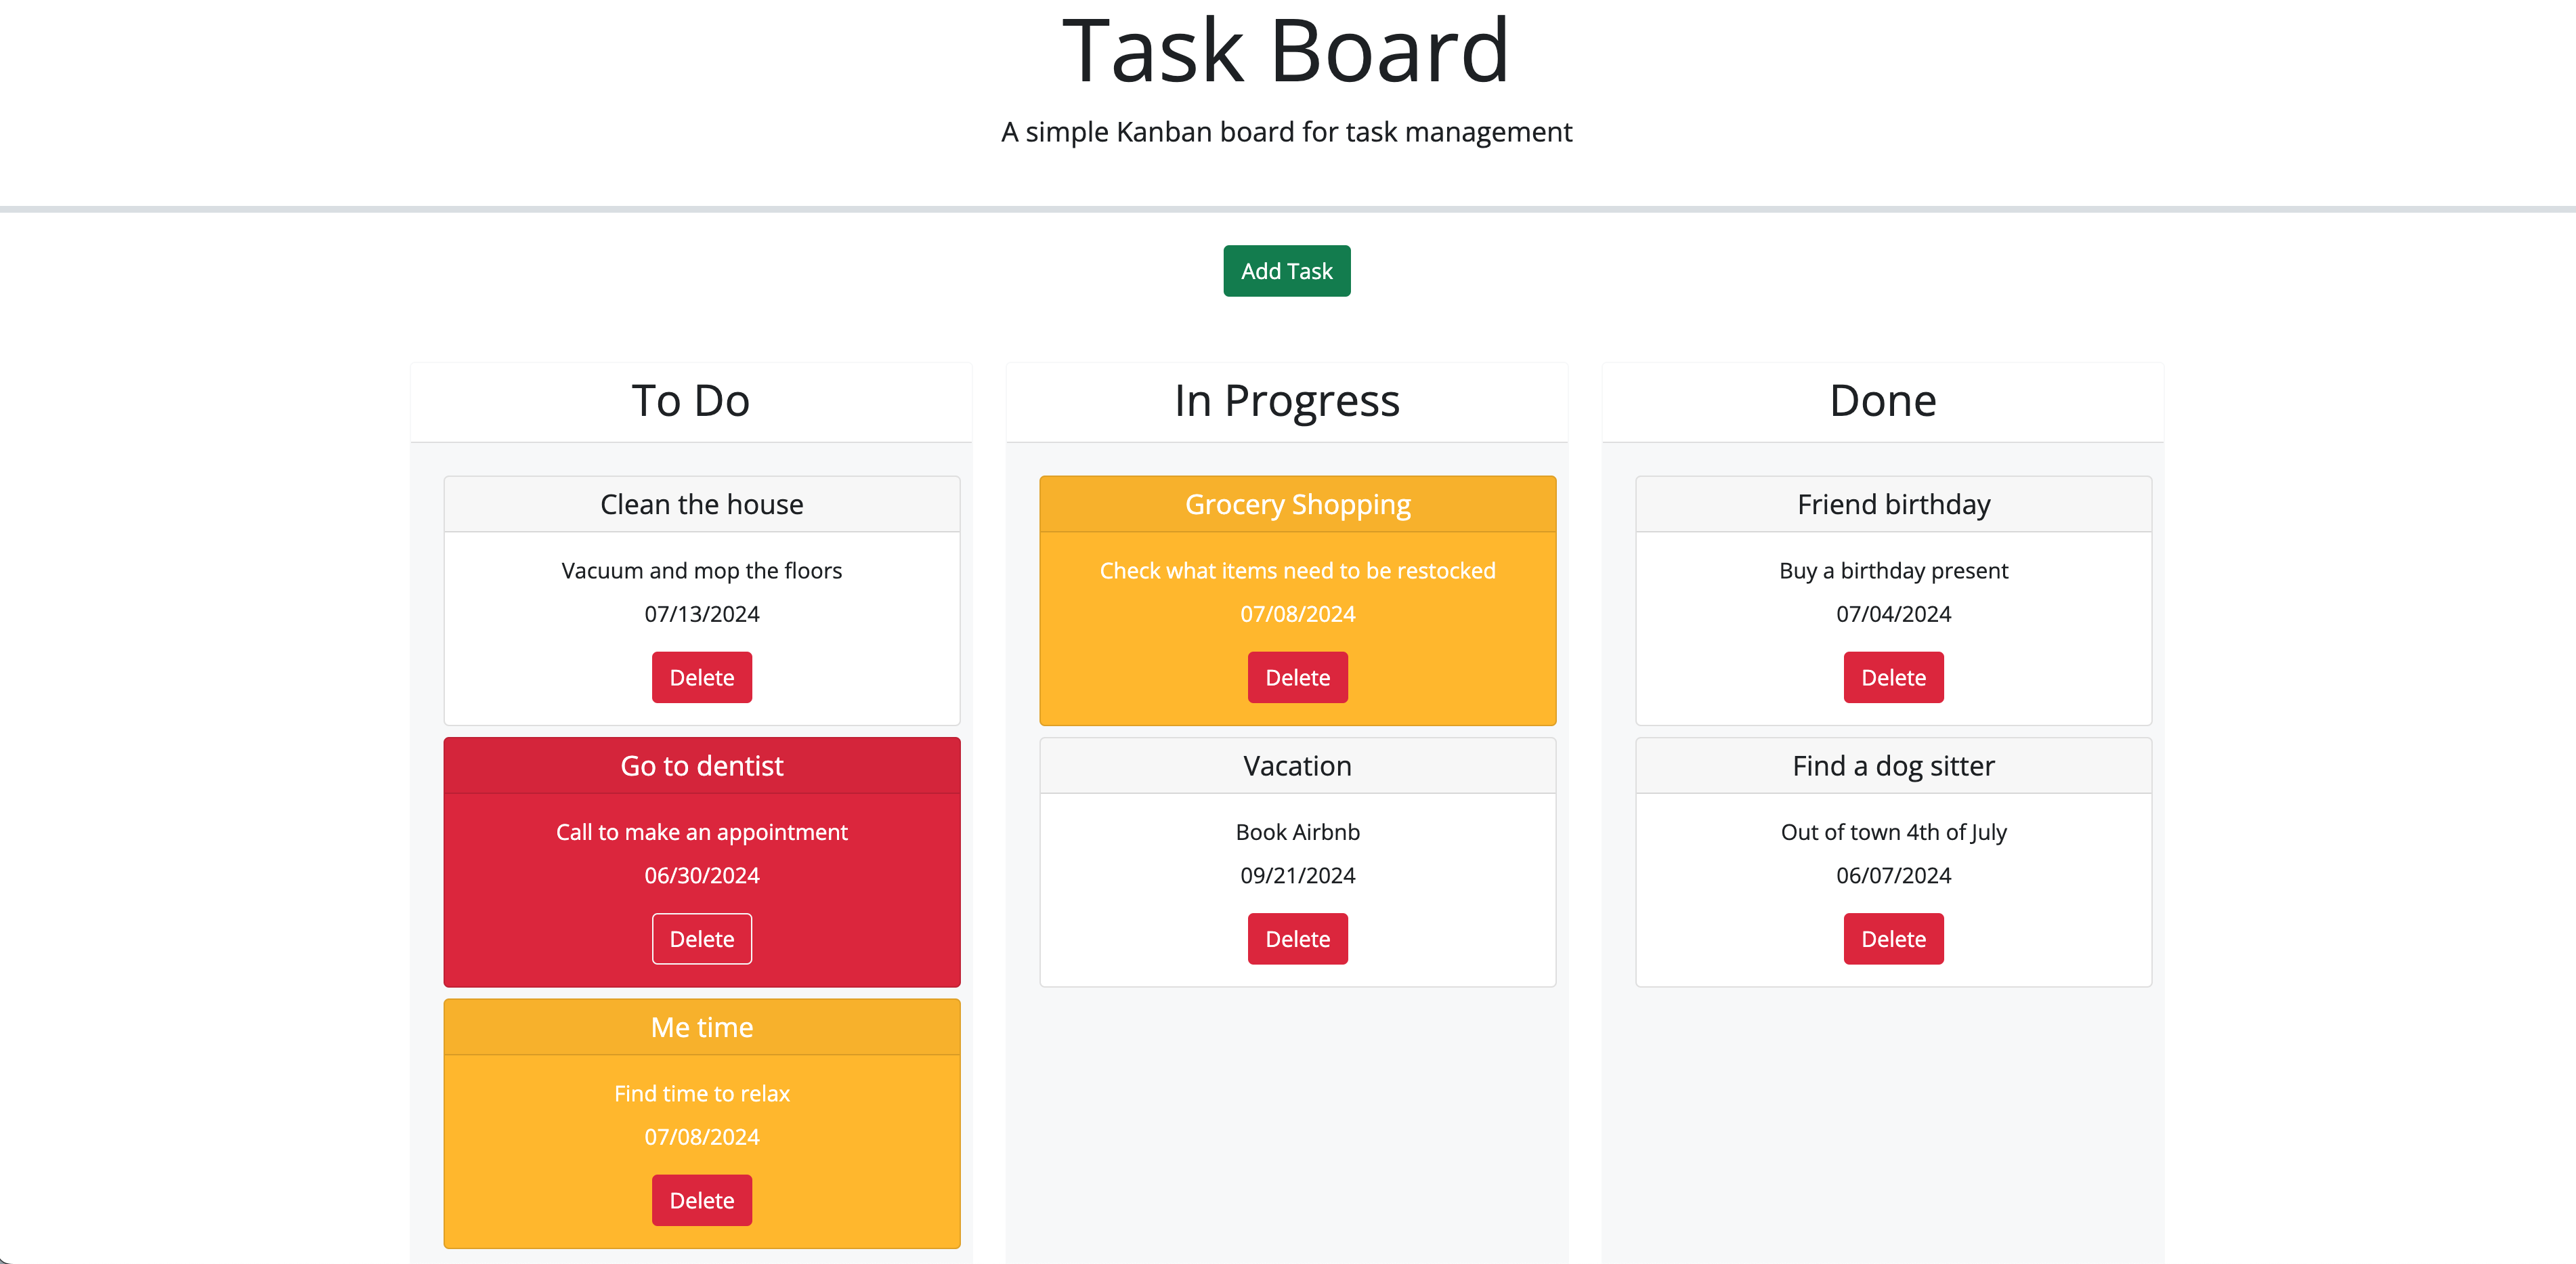 Task Board
A simple Kanban board for task management
Add Task
To Do
Clean the house
Vacuum and mop the floors
07/13/2024
Delete
Go to dentist
Call to make an appointment
06/30/2024
Delete
Me time
Find time to relax
07/08/2024
Delete
In Progress
Grocery Shopping
Check what items need to be restocked
07/08/2024
Delete
Vacation
Book Airbnb
09/21/2024
Delete
Done
Friend birthday
Buy a birthday present
07/04/2024
Delete
Find a dog sitter
Out of town 4th of July
06/07/2024
Delete